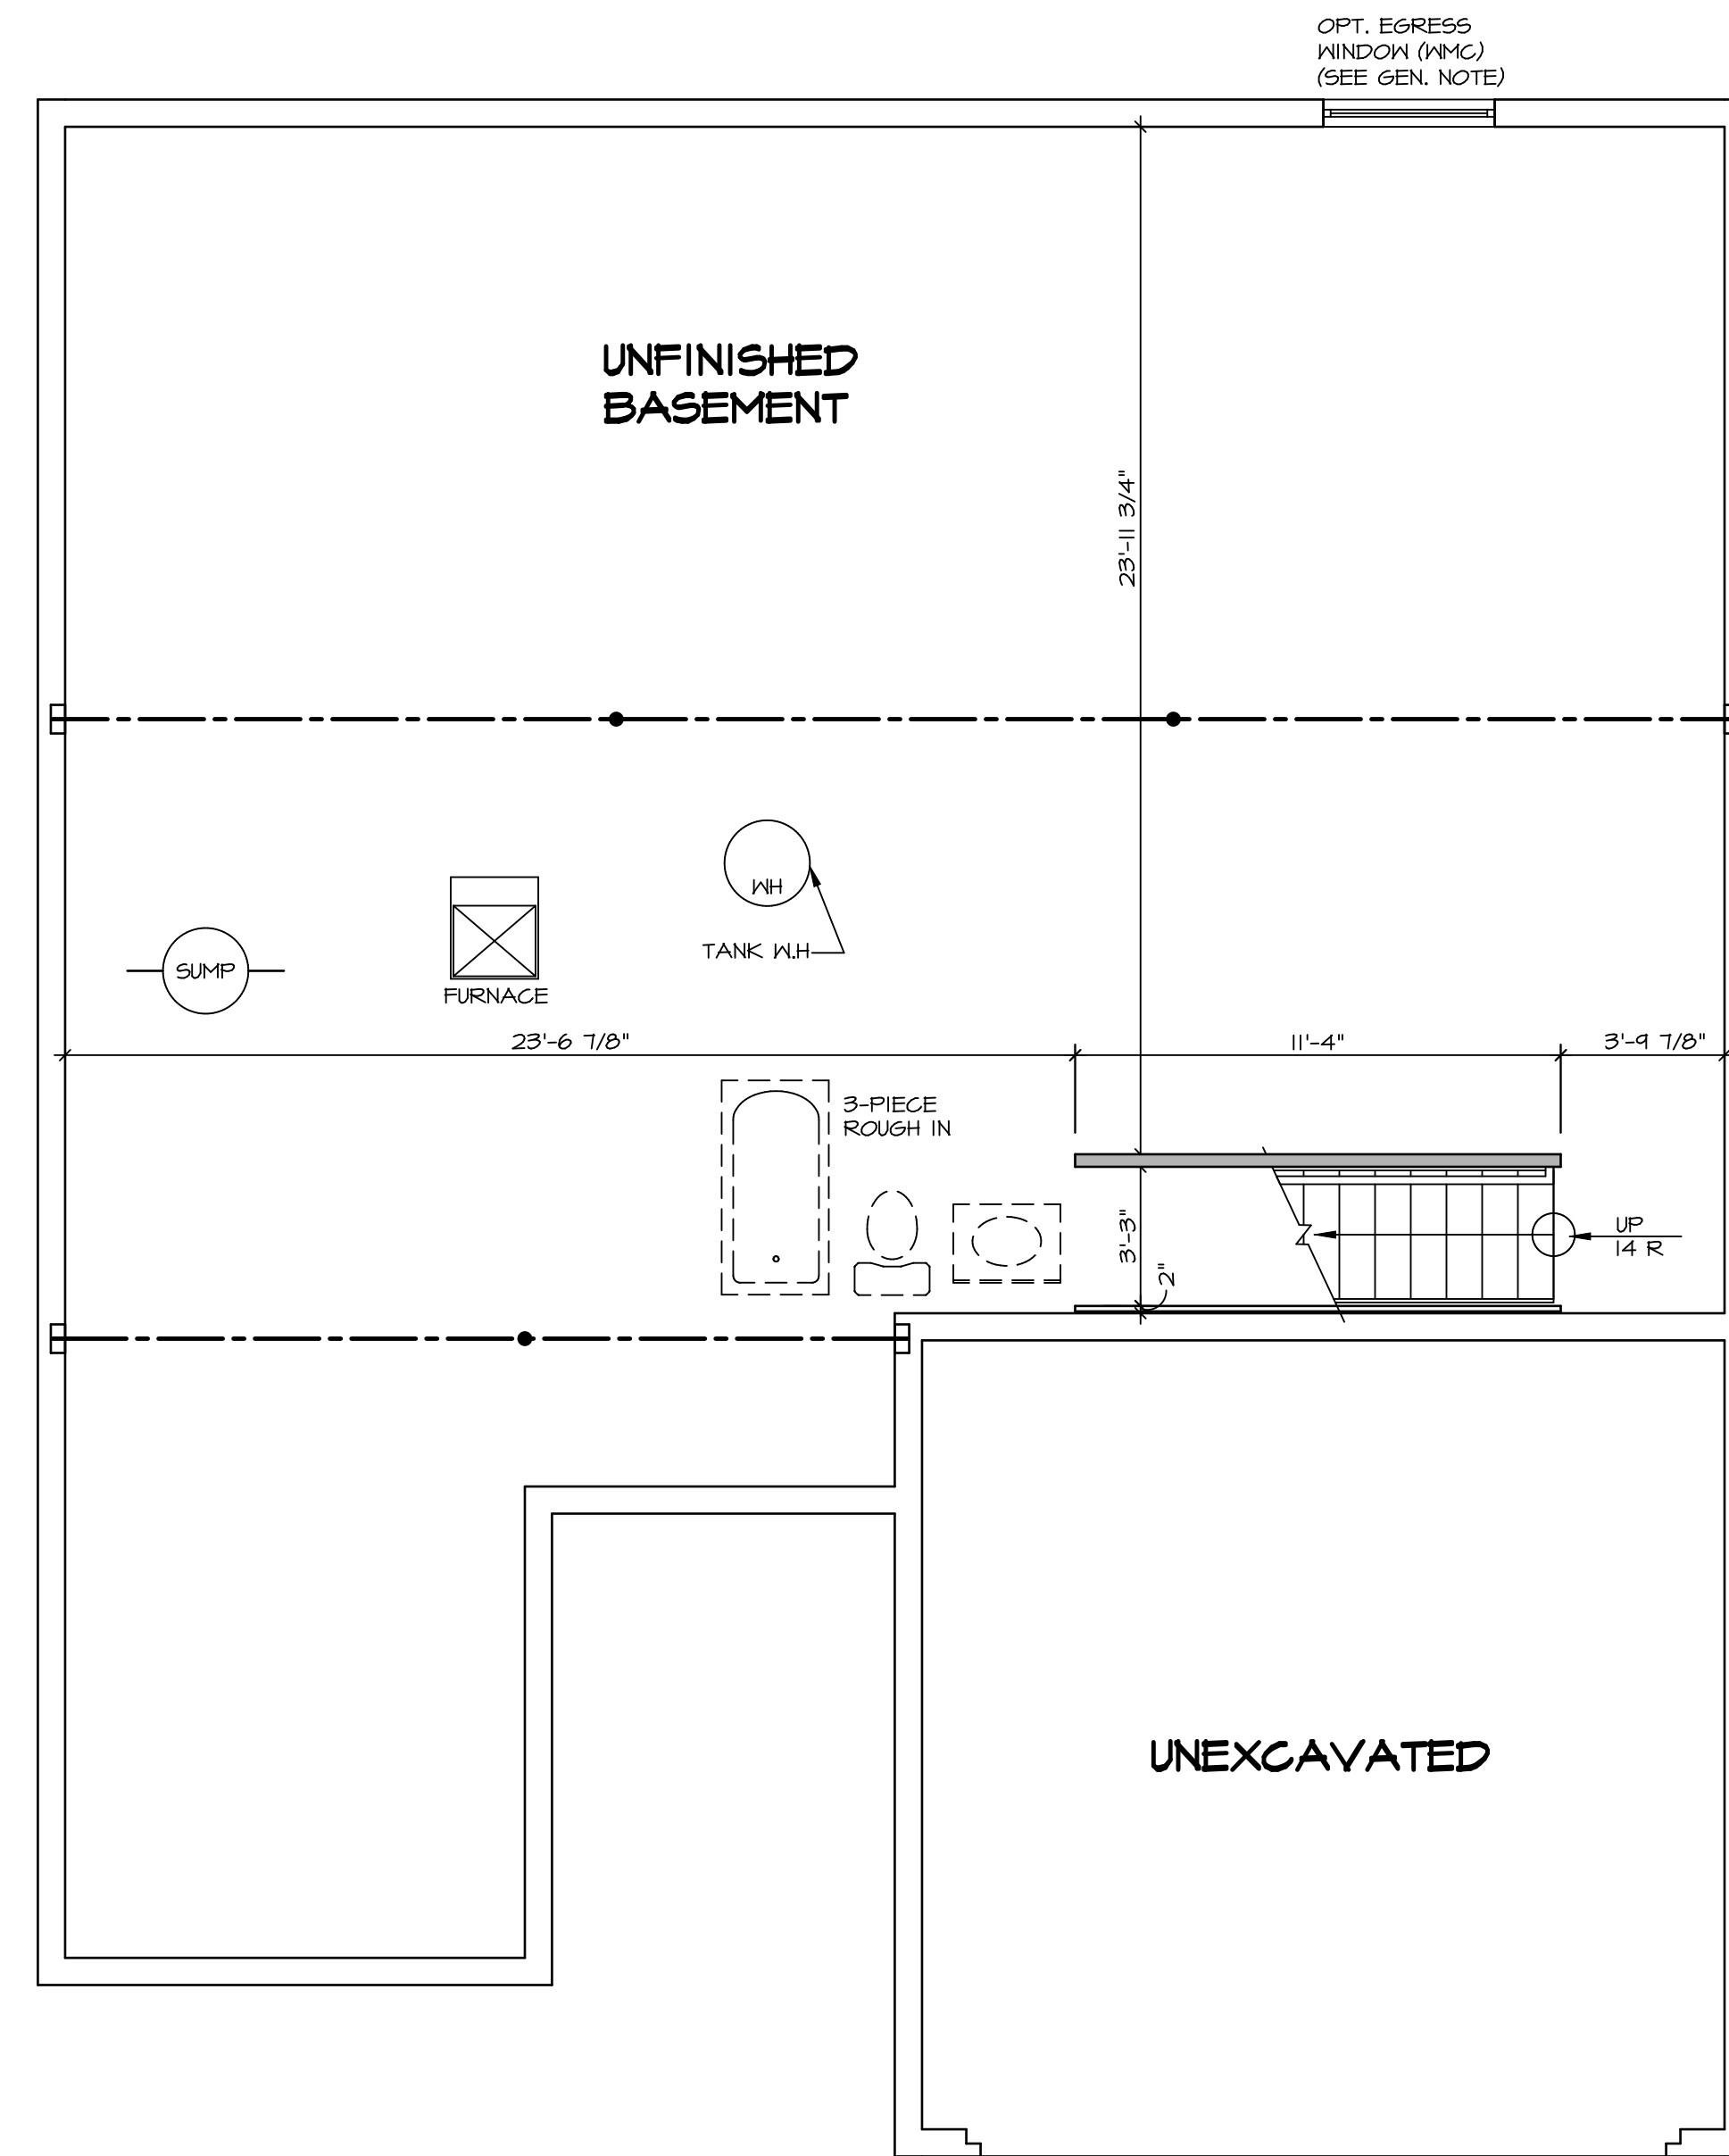 OPT. EGRESS
WINDOW (WMC)
(SEE GEN. NOTE)
UNFINISHED
BASEMENT
23'-11 3/4"
WH
TANK W.H
SUMP
FURNACE
23'-6 7/8"
11'-4"
3'-9 7/8"
3-PIECE
ROUGH IN
3'-3"
2"
UP
14 R
UNEXCAVATED